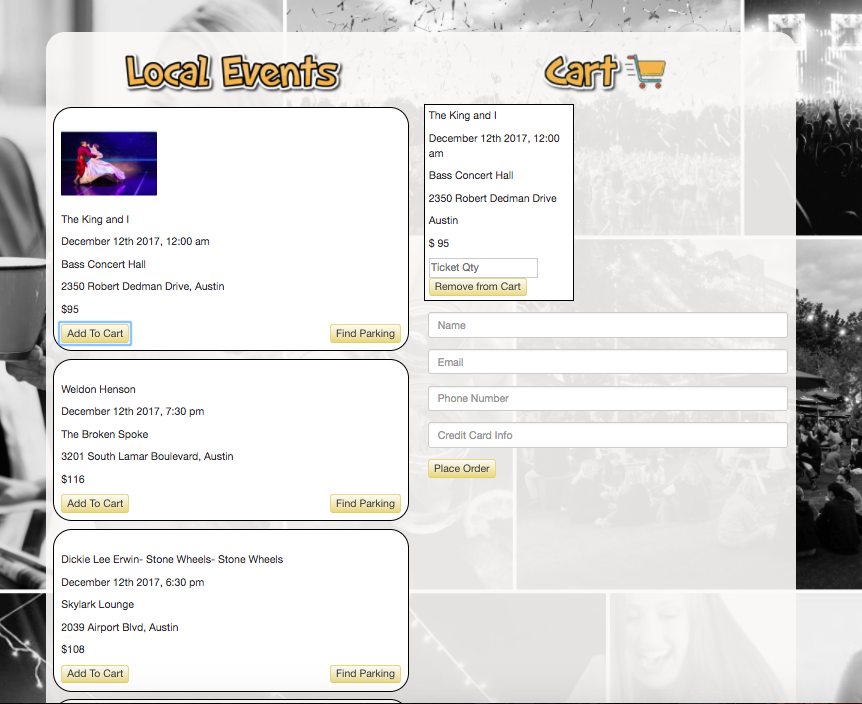 Local Events
The King and I
December 12th 2017, 12:00 am
Bass Concert Hall
2350 Robert Dedman Drive, Austin
$95
Add To Cart
Find Parking
Weldon Henson
December 12th 2017, 7:30 pm
The Broken Spoke
3201 South Lamar Boulevard, Austin
$116
Add To Cart
Find Parking
Dickie Lee Erwin- Stone Wheels- Stone Wheels
December 12th 2017, 6:30 pm
Skylark Lounge
2039 Airport Blvd, Austin
$108
Add To Cart
Find Parking
Cart
The King and I
December 12th 2017, 12:00
am
Bass Concert Hall
2350 Robert Dedman Drive
Austin
$ 95
Ticket Qty
Remove from Cart
Name
Email
Phone Number
Credit Card Info
Place Order